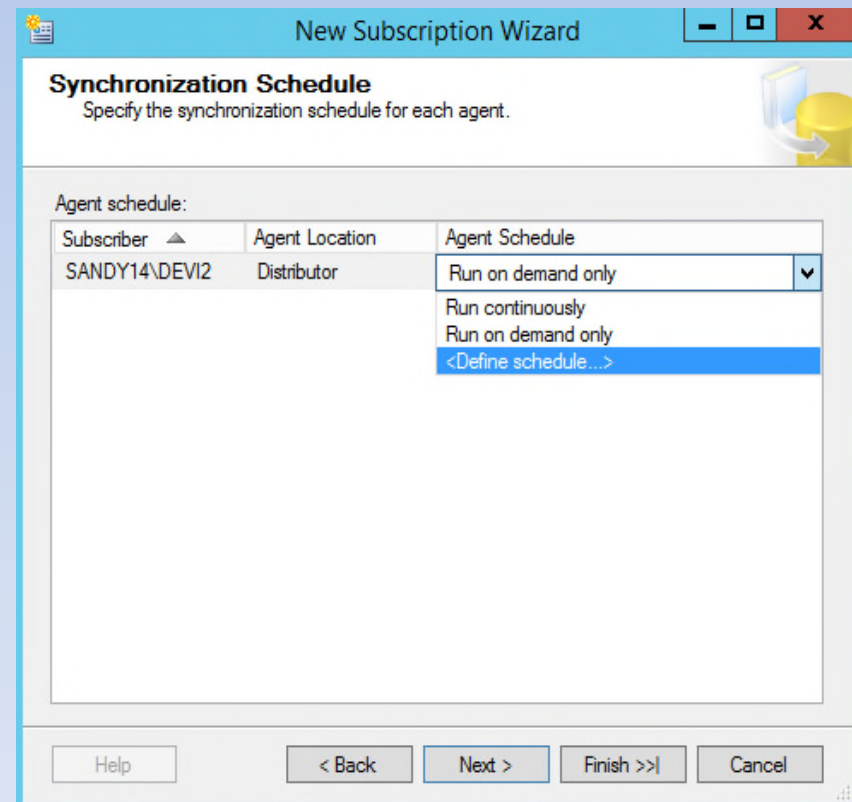 New Subscription Wizard
Synchronization Schedule
Specify the synchronization schedule for each agent.
Agent schedule:
Subscriber Agent Location Agent Schedule
SANDY14\DEVI2 Distributor Run on demand only
Run continuously
Run on demand only
<Define schedule...>
Help < Back Next > Finish >>| Cancel